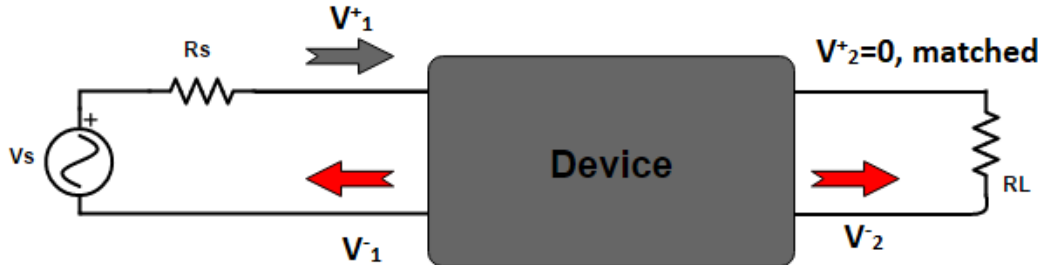 V⁺₁
Rs
V⁺₂=0, matched
+
Vs
Device
RL
V⁻₁
V⁻₂